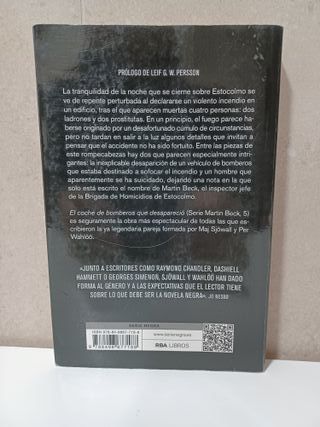 PRÓLOGO DE LEIF G. W. PERSSON
La tranquilidad de la noche que se cierne sobre Estocolmo se
ve de repente perturbada al declararse un violento incendio en
un edificio, tras el que aparecen muertas cuatro personas: dos
ladrones y dos prostitutas. En un principio, el fuego parece ha-
berse originado por un desafortunado cúmulo de circunstancias,
pero no tardan en salir a la luz algunos detalles que invitan a
pensar que el accidente no ha sido fortuito. Entre las piezas de
este rompecabezas hay dos que parecen especialmente intri-
gantes: la inexplicable desaparición de un vehículo de bomberos
que estaba destinado a sofocar el incendio y un hombre que
aparentemente se ha suicidado, dejando una nota en la que
solo está escrito el nombre de Martin Beck, el inspector jefe
de la Brigada de Homicidios de Estocolmo.
El coche de bomberos que desapareció (Serie Martin Beck, 5)
es seguramente la obra más espectacular de todas las que es-
cribieron la ya legendaria pareja formada por Maj Sjöwall y Per
Wahlöö.
«JUNTO A ESCRITORES COMO RAYMOND CHANDLER, DASHIELL
HAMMETT O GEORGES SIMENON, SJÖWALL Y WAHLÖÖ HAN DADO
FORMA AL GÉNERO Y A LAS EXPECTATIVAS QUE EL LECTOR TIENE
SOBRE LO QUE DEBE SER LA NOVELA NEGRA». JO NESBØ
SERIE NEGRA
www.serienegra.es
RBA LIBROS